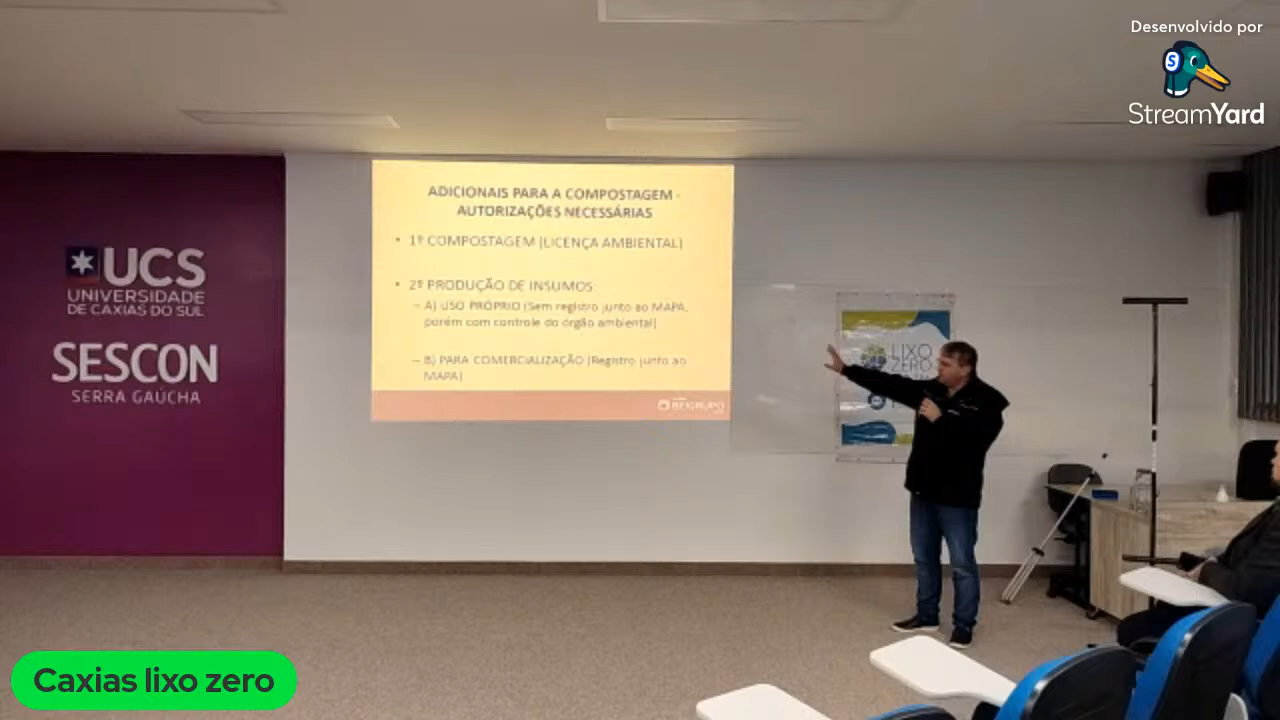 Desenvolvido por
StreamYard
ADICIONAIS PARA A COMPOSTAGEM -
AUTORIZAÇÕES NECESSÁRIAS
• 1º COMPOSTAGEM (LICENÇA AMBIENTAL)
• 2º PRODUÇÃO DE INSUMOS:
– A) USO PRÓPRIO (Sem registro junto ao MAPA,
porém com controle do órgão ambiental)
– B) PARA COMERCIALIZAÇÃO (Registro junto ao
MAPA)
UCS
UNIVERSIDADE
DE CAXIAS DO SUL
SESCON
SERRA GAÚCHA
LIXO
ZERO
Caxias lixo zero